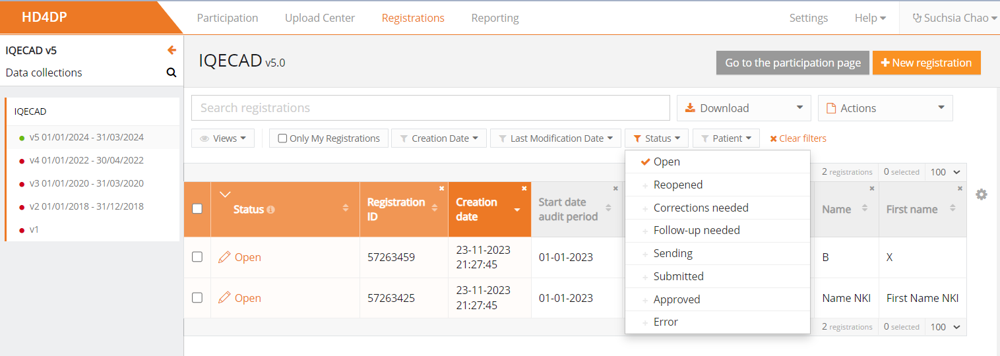 HD4DP
Participation
Upload Center
Registrations
Reporting
Settings
Help
Suchsia Chao
IQECAD v5
Data collections
IQECAD
v5 01/01/2024 - 31/03/2024
v4 01/01/2022 - 30/04/2022
v3 01/01/2020 - 31/03/2020
v2 01/01/2018 - 31/12/2018
v1
IQECAD v5.0
Go to the participation page
New registration
Search registrations
Download
Actions
Views
Only My Registrations
Creation Date
Last Modification Date
Status
Patient
Clear filters
Open
Reopened
Corrections needed
Follow-up needed
Sending
Submitted
Approved
Error
2 registrations
0 selected
100
Status
Registration
ID
Creation
date
Start date
audit period
Name
First name
Open
57263459
23-11-2023
21:27:45
01-01-2023
B
X
Open
57263425
23-11-2023
21:27:45
01-01-2023
Name NKI
First Name NKI
2 registrations
0 selected
100